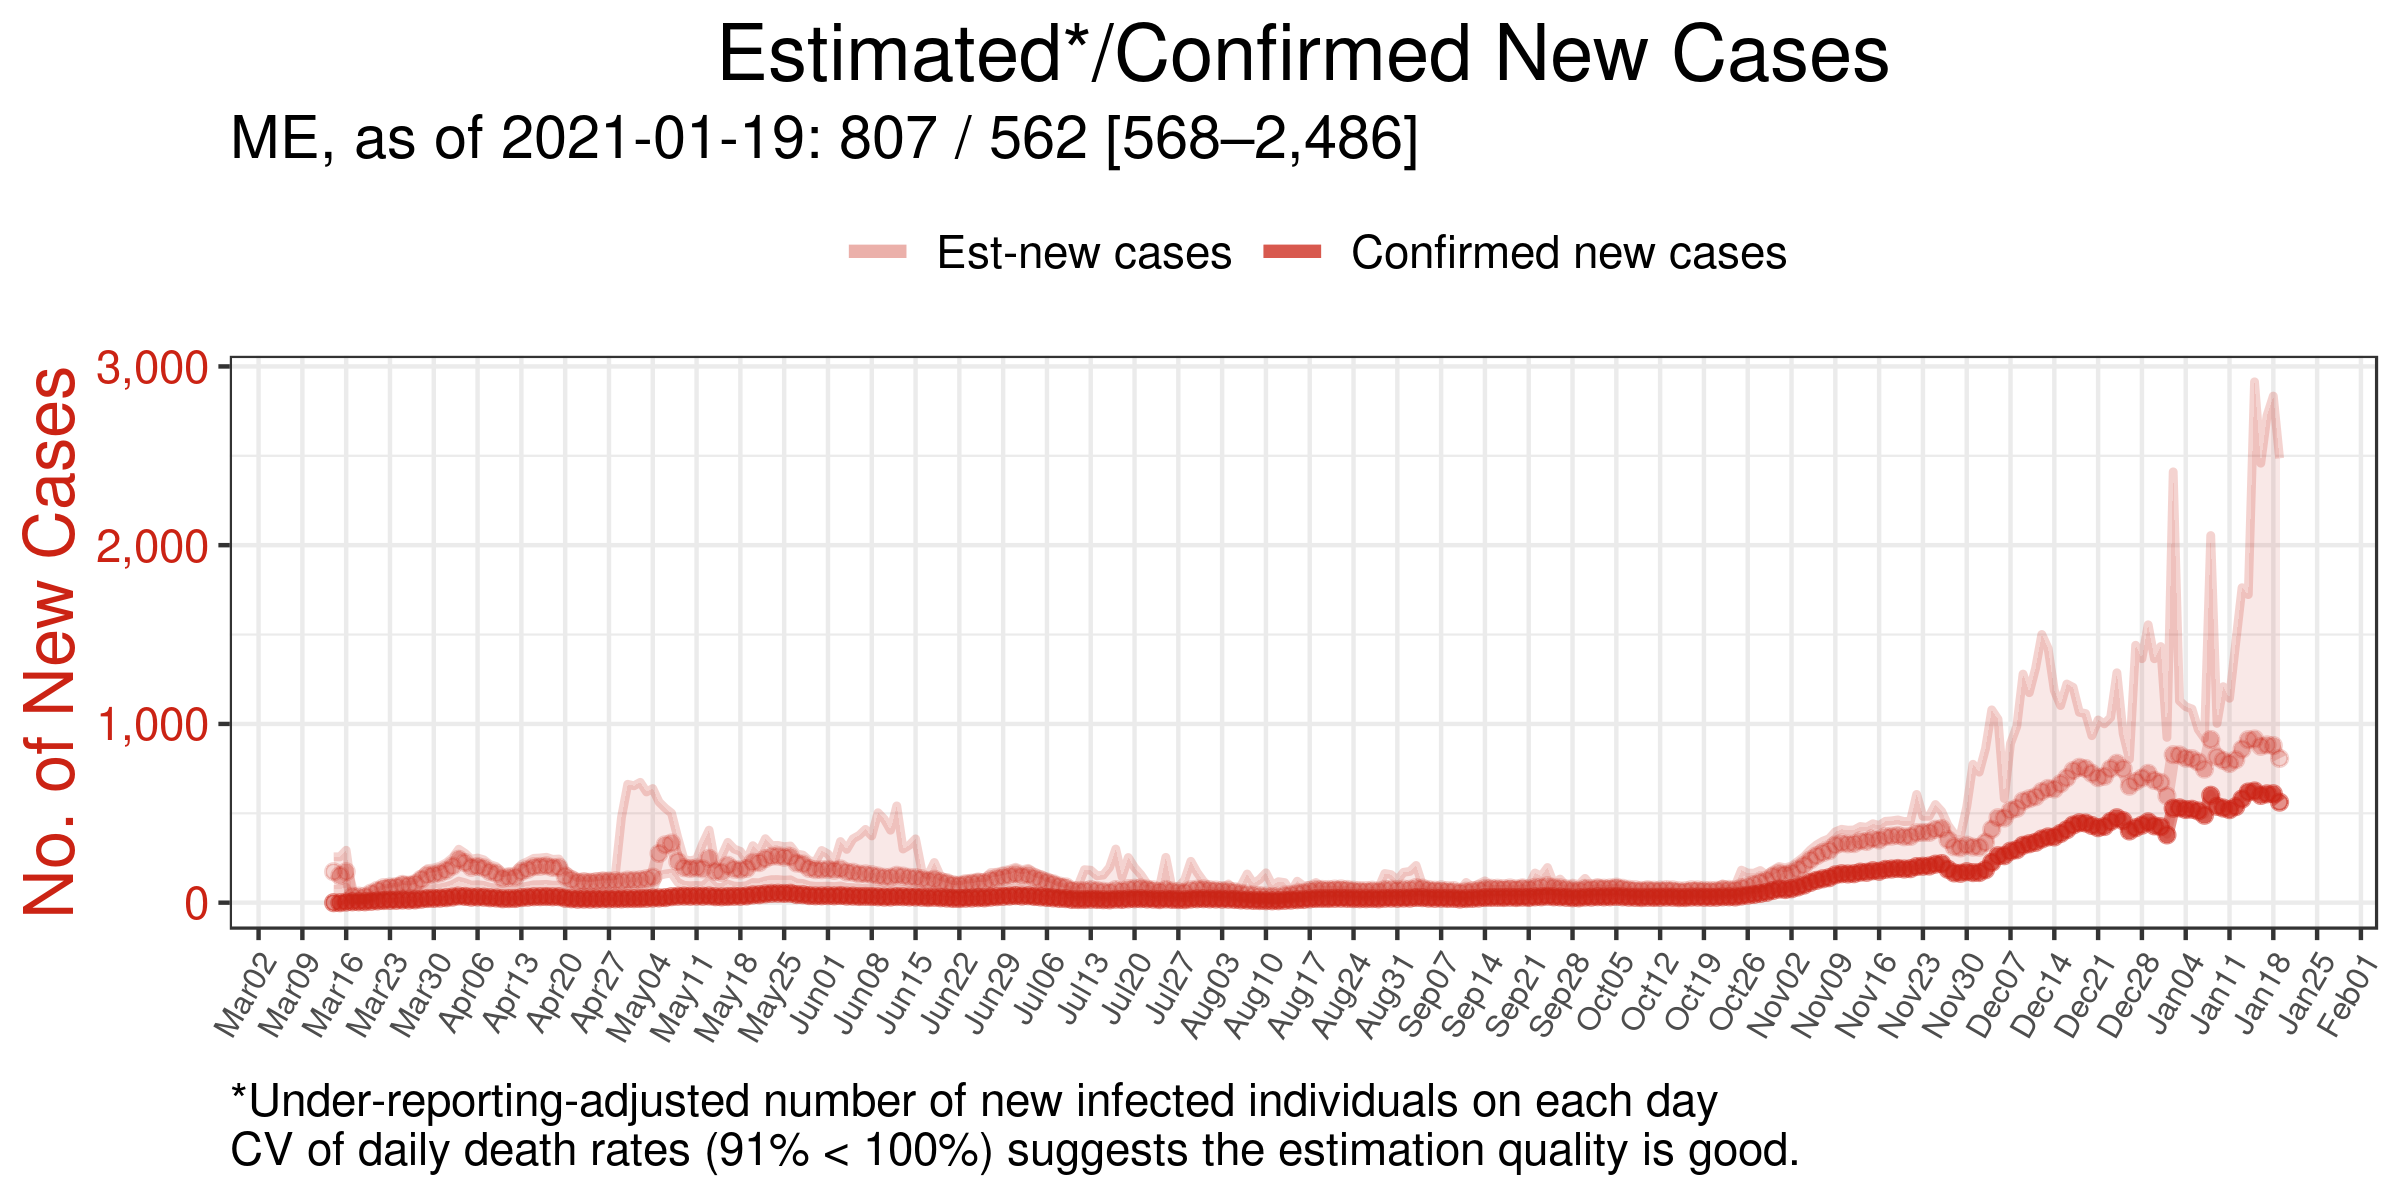 Estimated*/Confirmed New Cases
ME, as of 2021-01-19: 807 / 562 [568–2,486]
Est-new cases Confirmed new cases
No. of New Cases
3,000
2,000
1,000
0
Mar02 Mar09 Mar16 Mar23 Mar30 Apr06 Apr13 Apr20 Apr27 May04 May11 May18 May25 Jun01 Jun08 Jun15 Jun22 Jun29 Jul06 Jul13 Jul20 Jul27 Aug03 Aug10 Aug17 Aug24 Aug31 Sep07 Sep14 Sep21 Sep28 Oct05 Oct12 Oct19 Oct26 Nov02 Nov09 Nov16 Nov23 Nov30 Dec07 Dec14 Dec21 Dec28 Jan04 Jan11 Jan18 Jan25 Feb01
*Under-reporting-adjusted number of new infected individuals on each day
CV of daily death rates (91% < 100%) suggests the estimation quality is good.